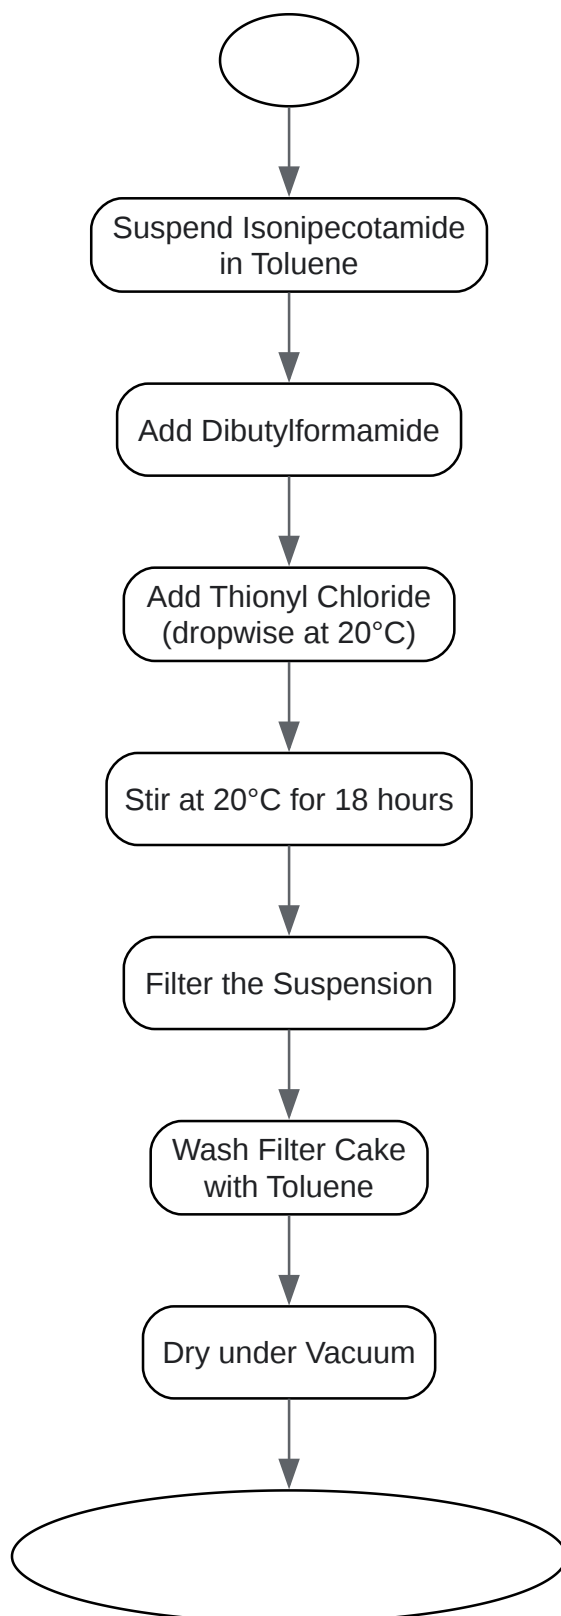 Suspend Isonipecotamide
in Toluene
Add Dibutylformamide
Add Thionyl Chloride
(dropwise at 20°C)
Stir at 20°C for 18 hours
Filter the Suspension
Wash Filter Cake
with Toluene
Dry under Vacuum